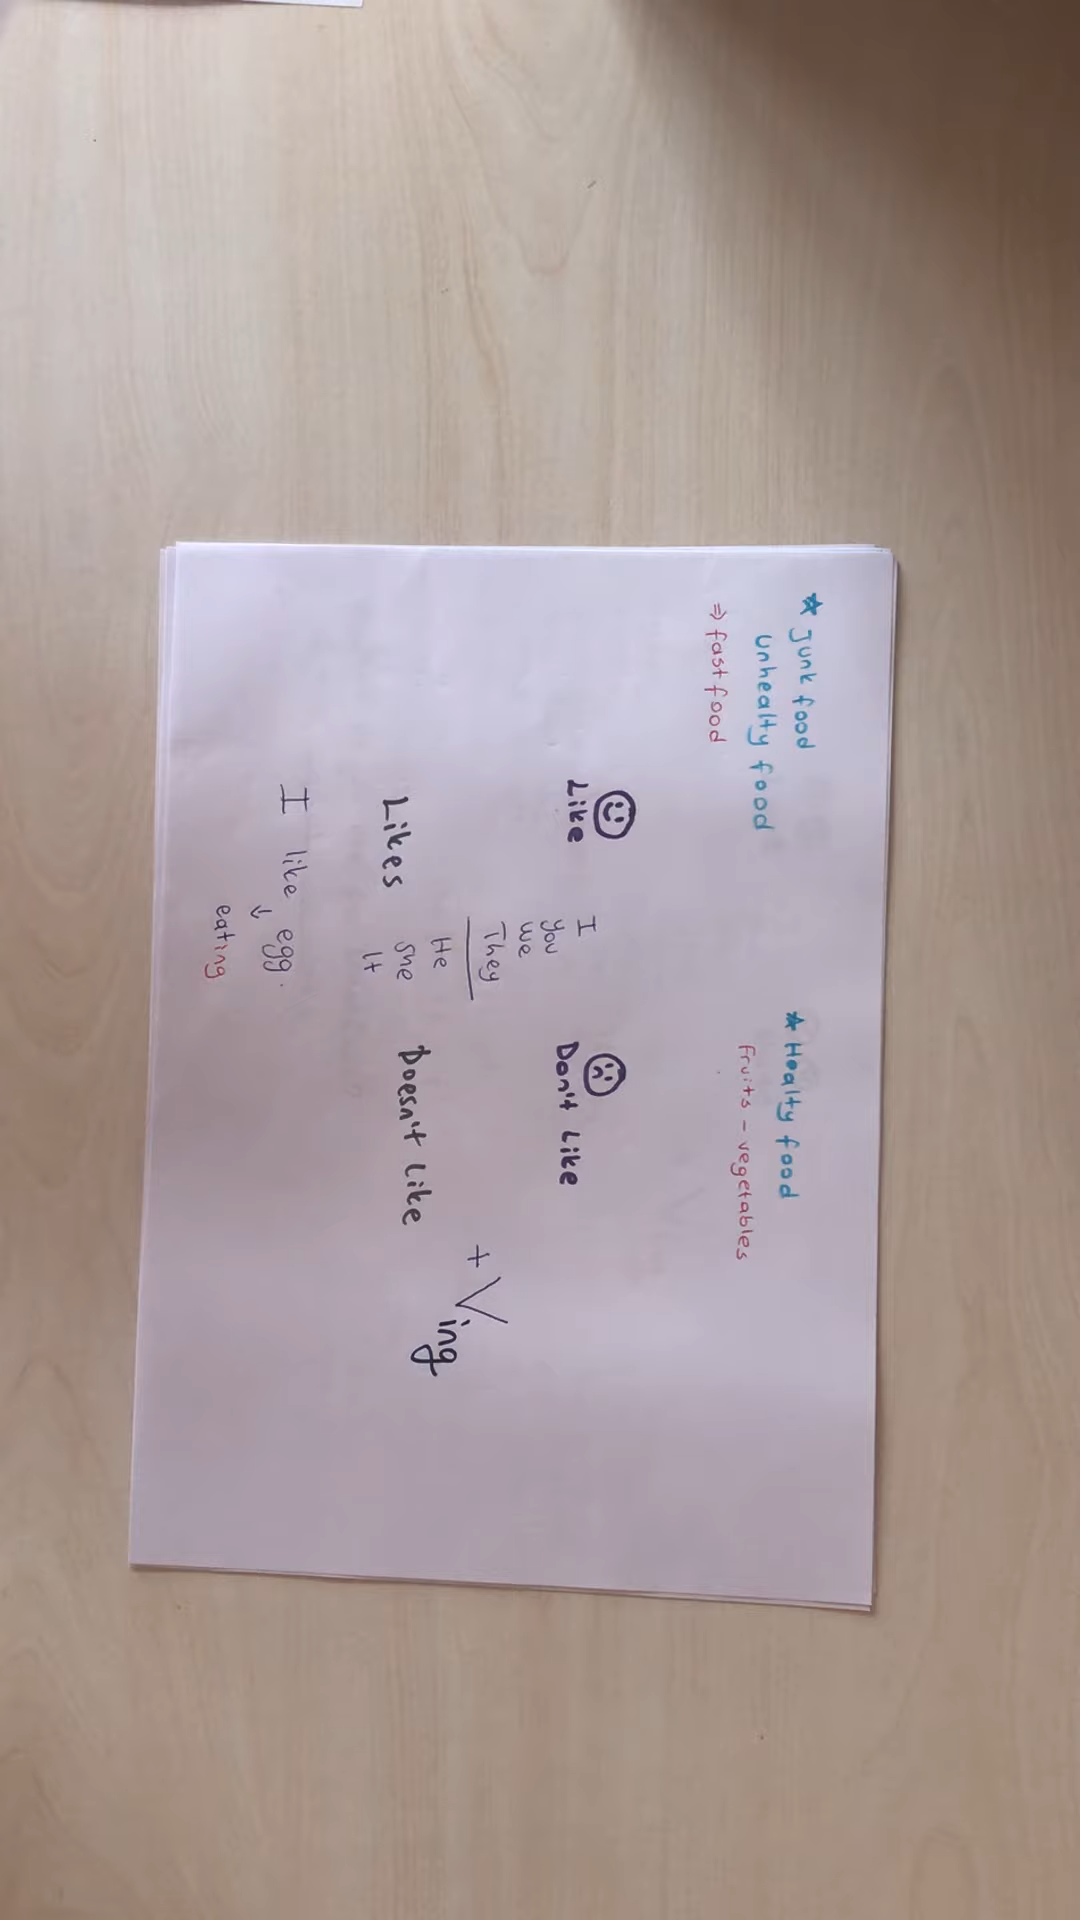 ☆ Junk food
unhealty food
⇒ fast food
☆ Healty food
fruits - vegetables
☺ ☹
Like
I
you
we
They
Don't Like
Likes
He
She
It
Doesn't Like
+ Ving
I like egg.
↓
eating